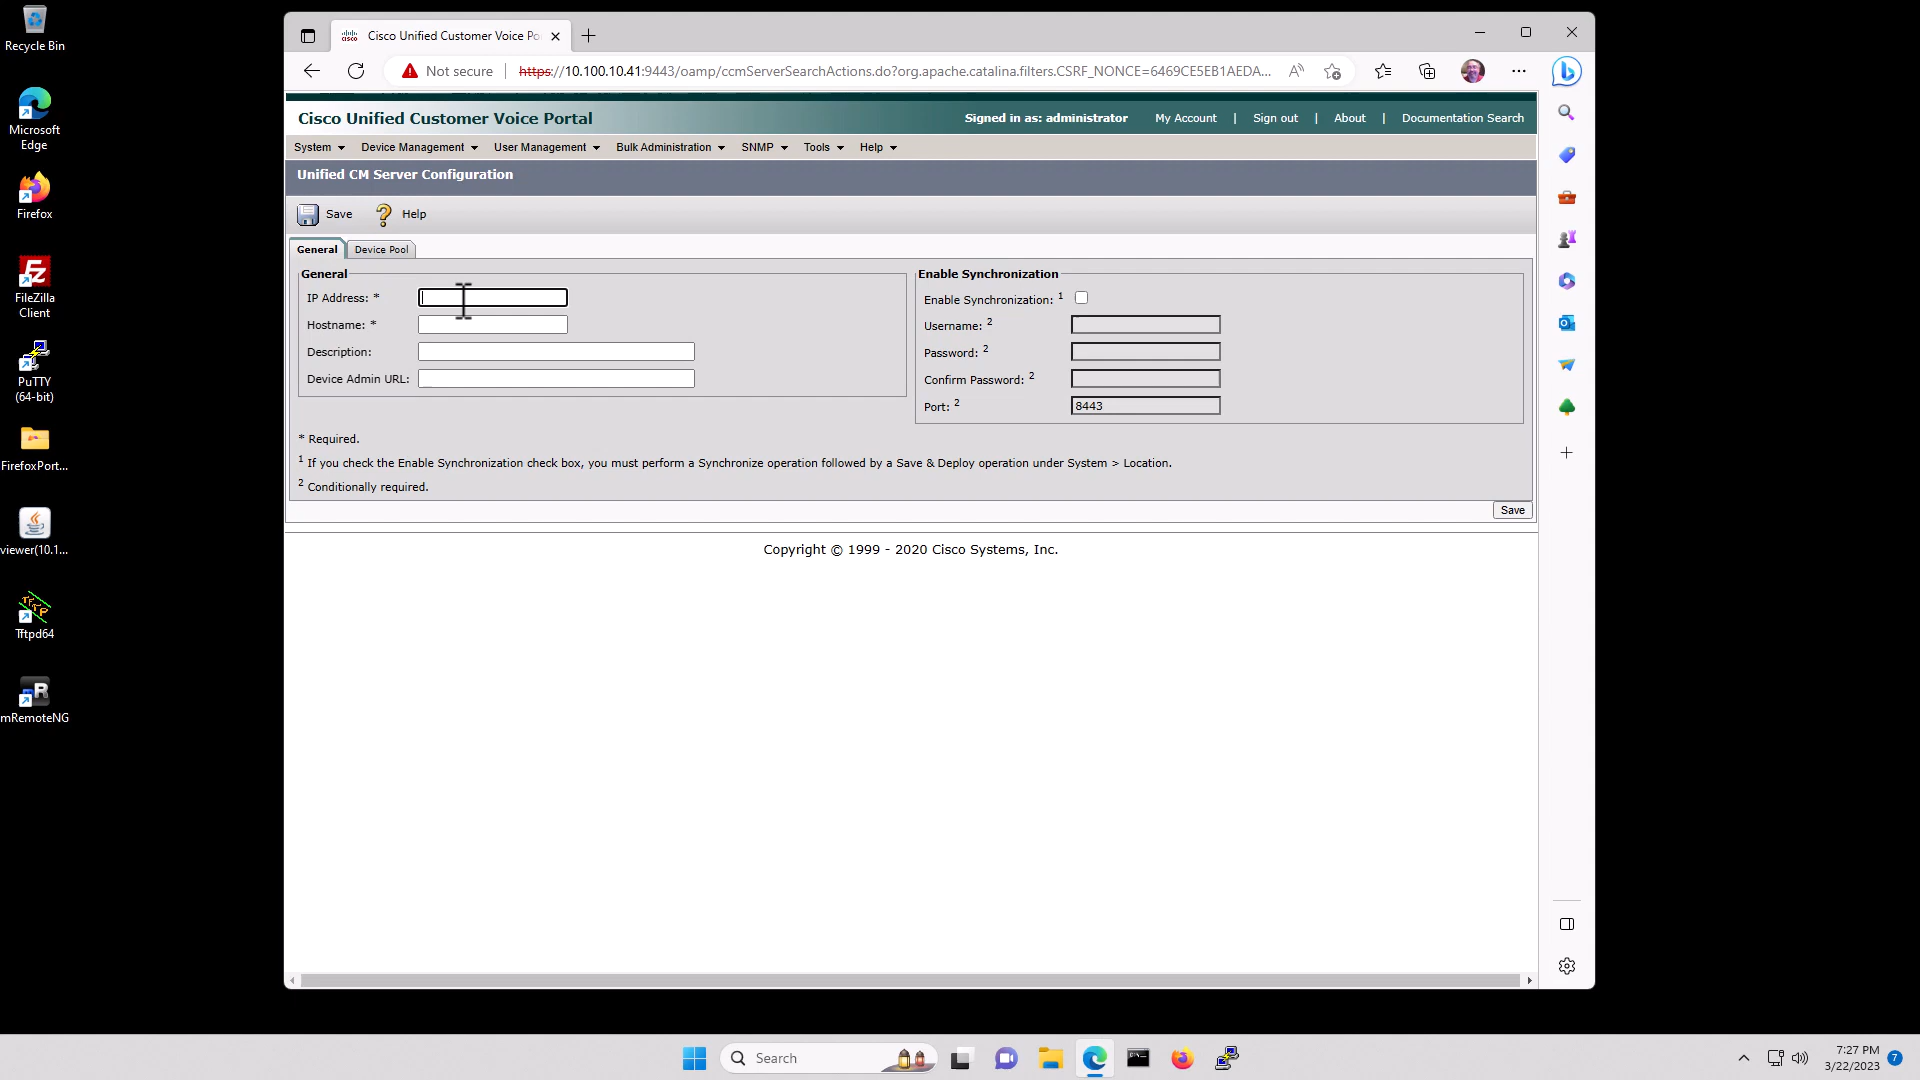 Recycle Bin
Microsoft
Edge
Firefox
FileZilla
Client
PuTTY
(64-bit)
FirefoxPort...
viewer(10.1...
Tftpd64
mRemoteNG
Cisco Unified Customer Voice Po
Not secure
https://10.100.10.41:9443/oamp/ccmServerSearchActions.do?org.apache.catalina.filters.CSRF_NONCE=6469CE5EB1AEDA...
Cisco Unified Customer Voice Portal
Signed in as: administrator My Account | Sign out | About | Documentation Search
System Device Management User Management Bulk Administration SNMP Tools Help
Unified CM Server Configuration
Save Help
General Device Pool
General
IP Address: *
Hostname: *
Description:
Device Admin URL:
Enable Synchronization
Enable Synchronization: 1
Username: 2
Password: 2
Confirm Password: 2
Port: 2 8443
* Required.
1 If you check the Enable Synchronization check box, you must perform a Synchronize operation followed by a Save & Deploy operation under System > Location.
2 Conditionally required.
Save
Copyright © 1999 - 2020 Cisco Systems, Inc.
Search
7:27 PM
3/22/2023
7